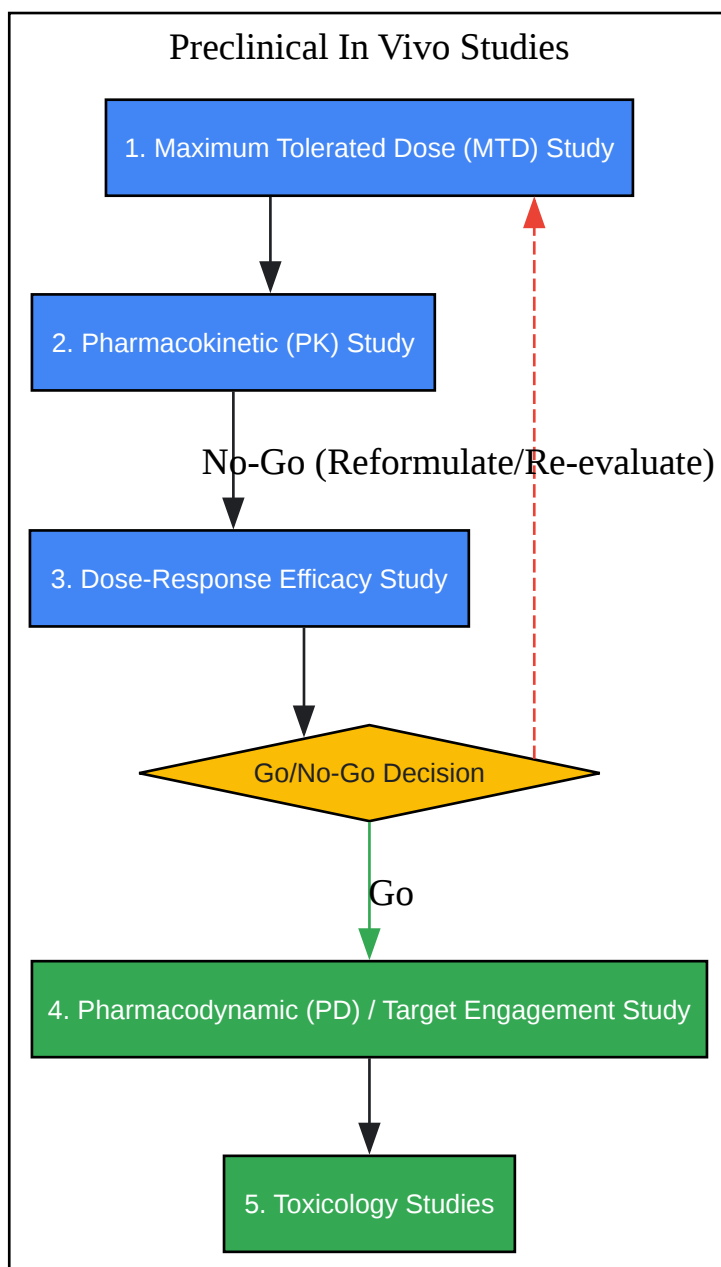 Preclinical In Vivo Studies
1. Maximum Tolerated Dose (MTD) Study
2. Pharmacokinetic (PK) Study
No-Go (Reformulate/Re-evaluate)
3. Dose-Response Efficacy Study
Go/No-Go Decision
Go
4. Pharmacodynamic (PD) / Target Engagement Study
5. Toxicology Studies